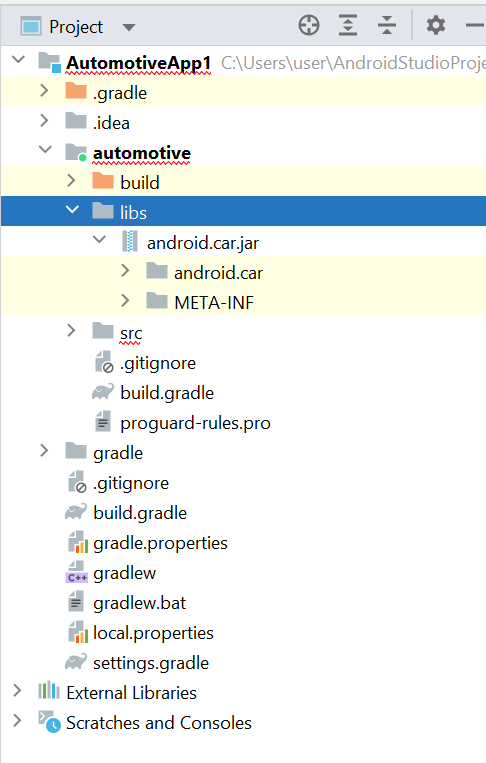 Project
AutomotiveApp1 C:\Users\user\AndroidStudioProje
.gradle
.idea
automotive
build
libs
android.car.jar
android.car
META-INF
src
.gitignore
build.gradle
proguard-rules.pro
gradle
.gitignore
build.gradle
gradle.properties
C++ gradlew
gradlew.bat
local.properties
settings.gradle
External Libraries
Scratches and Consoles